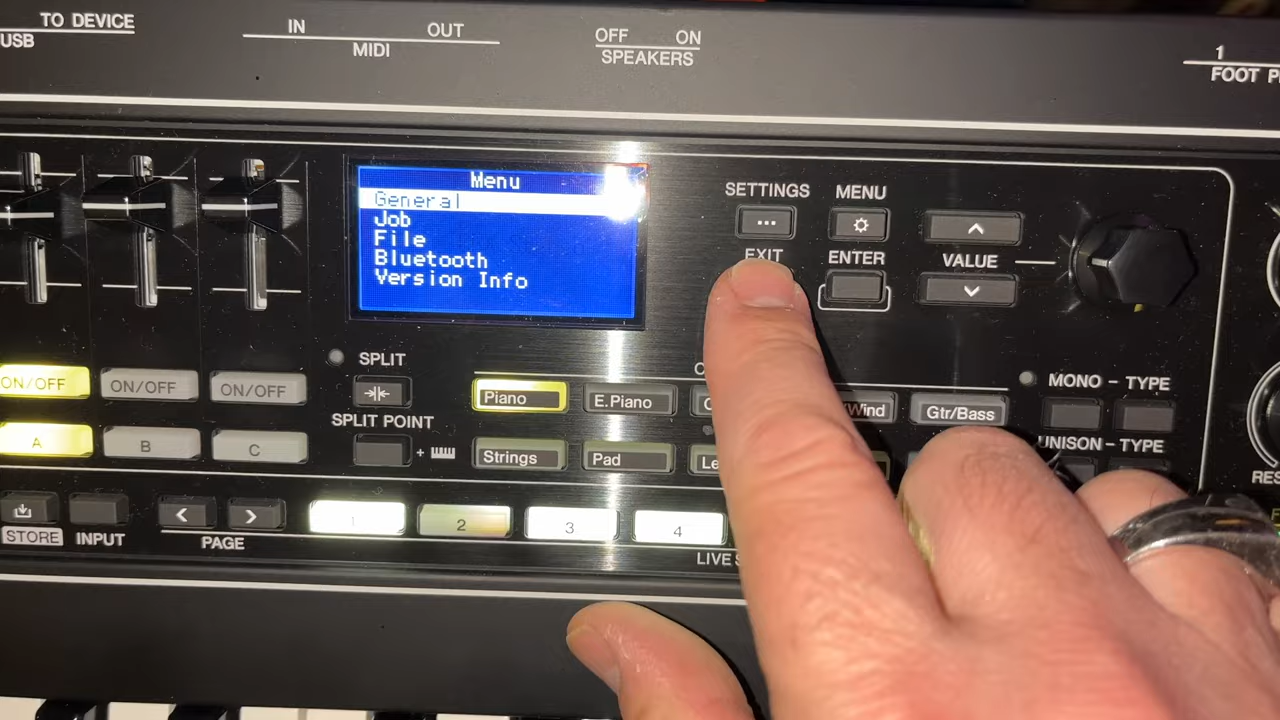 TO DEVICE
USB
IN
OUT
MIDI
OFF ON
SPEAKERS
1
FOOT
Menu
General
Job
File
Bluetooth
Version Info
SETTINGS
MENU
EXIT
ENTER
VALUE
ON/OFF
ON/OFF
ON/OFF
A
B
C
SPLIT
SPLIT POINT
+
Piano
E.Piano
Wind
Gtr/Bass
Strings
Pad
MONO - TYPE
UNISON - TYPE
STORE
INPUT
< >
PAGE
1
2
3
4
LIVE